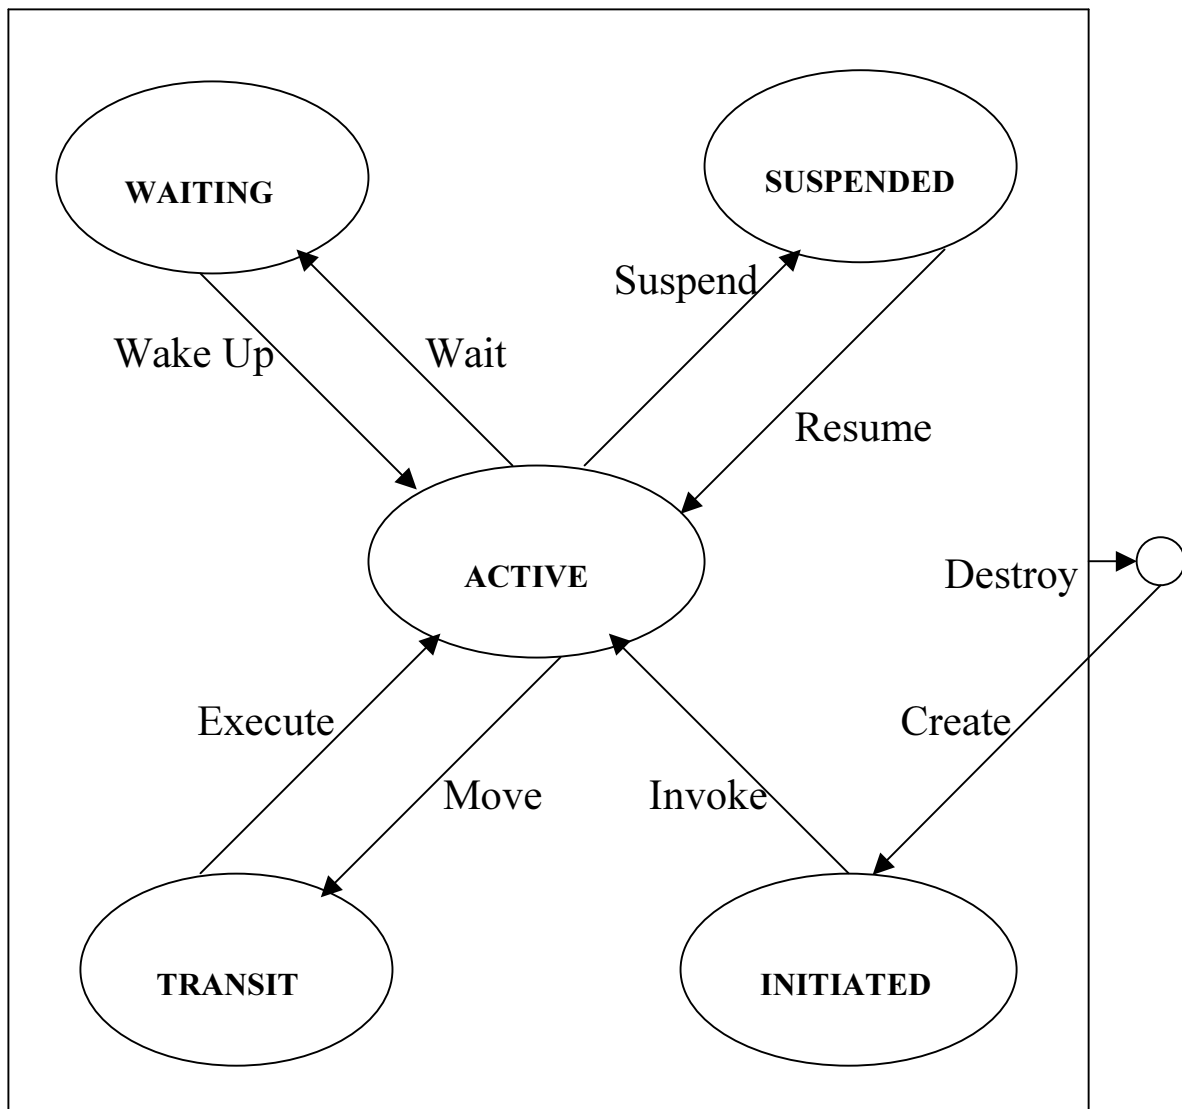 WAITING
SUSPENDED
Suspend
Wake Up
Wait
Resume
ACTIVE
Destroy
Execute
Create
Move
Invoke
TRANSIT
INITIATED